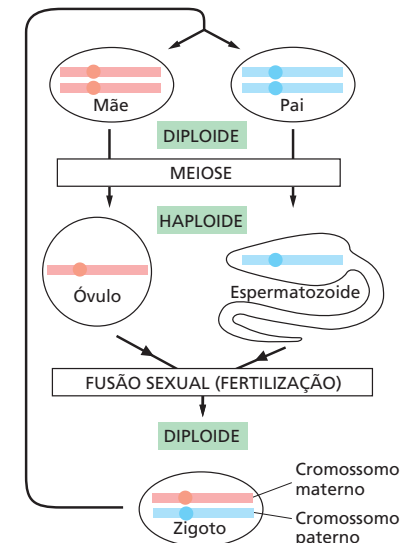 Mãe
Pai
DIPLOIDE
MEIOSE
HAPLOIDE
Óvulo
Espermatozoide
FUSÃO SEXUAL (FERTILIZAÇÃO)
DIPLOIDE
Zigoto
Cromossomo
materno
Cromossomo
paterno